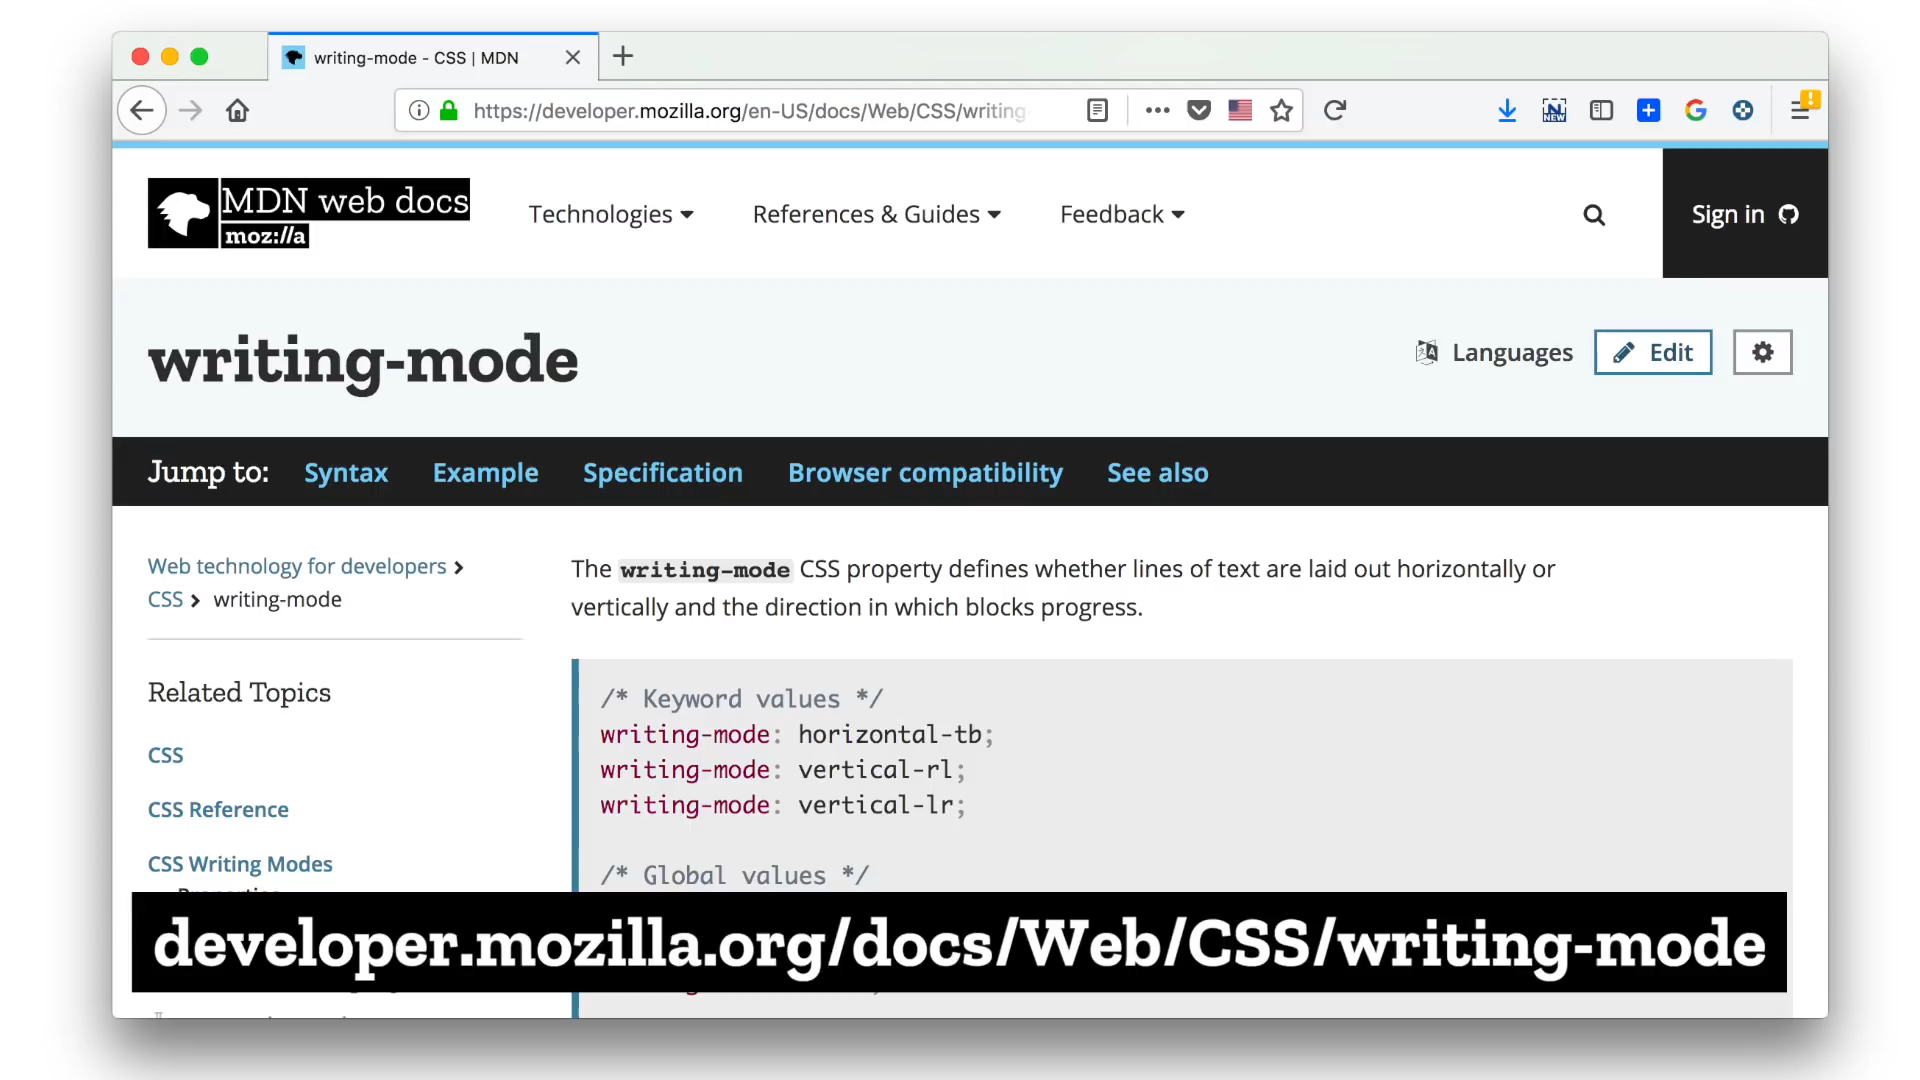 writing-mode - CSS | MDN
https://developer.mozilla.org/en-US/docs/Web/CSS/writing-
NEW
MDN web docs
moz://a
Technologies
References & Guides
Feedback
Sign in
writing-mode
Languages
Edit
Jump to: Syntax Example Specification Browser compatibility See also
Web technology for developers
CSS writing-mode
The writing-mode CSS property defines whether lines of text are laid out horizontally or
vertically and the direction in which blocks progress.
Related Topics
CSS
CSS Reference
CSS Writing Modes
/* Keyword values */
writing-mode: horizontal-tb;
writing-mode: vertical-rl;
writing-mode: vertical-lr;
/* Global values */
developer.mozilla.org/docs/Web/CSS/writing-mode